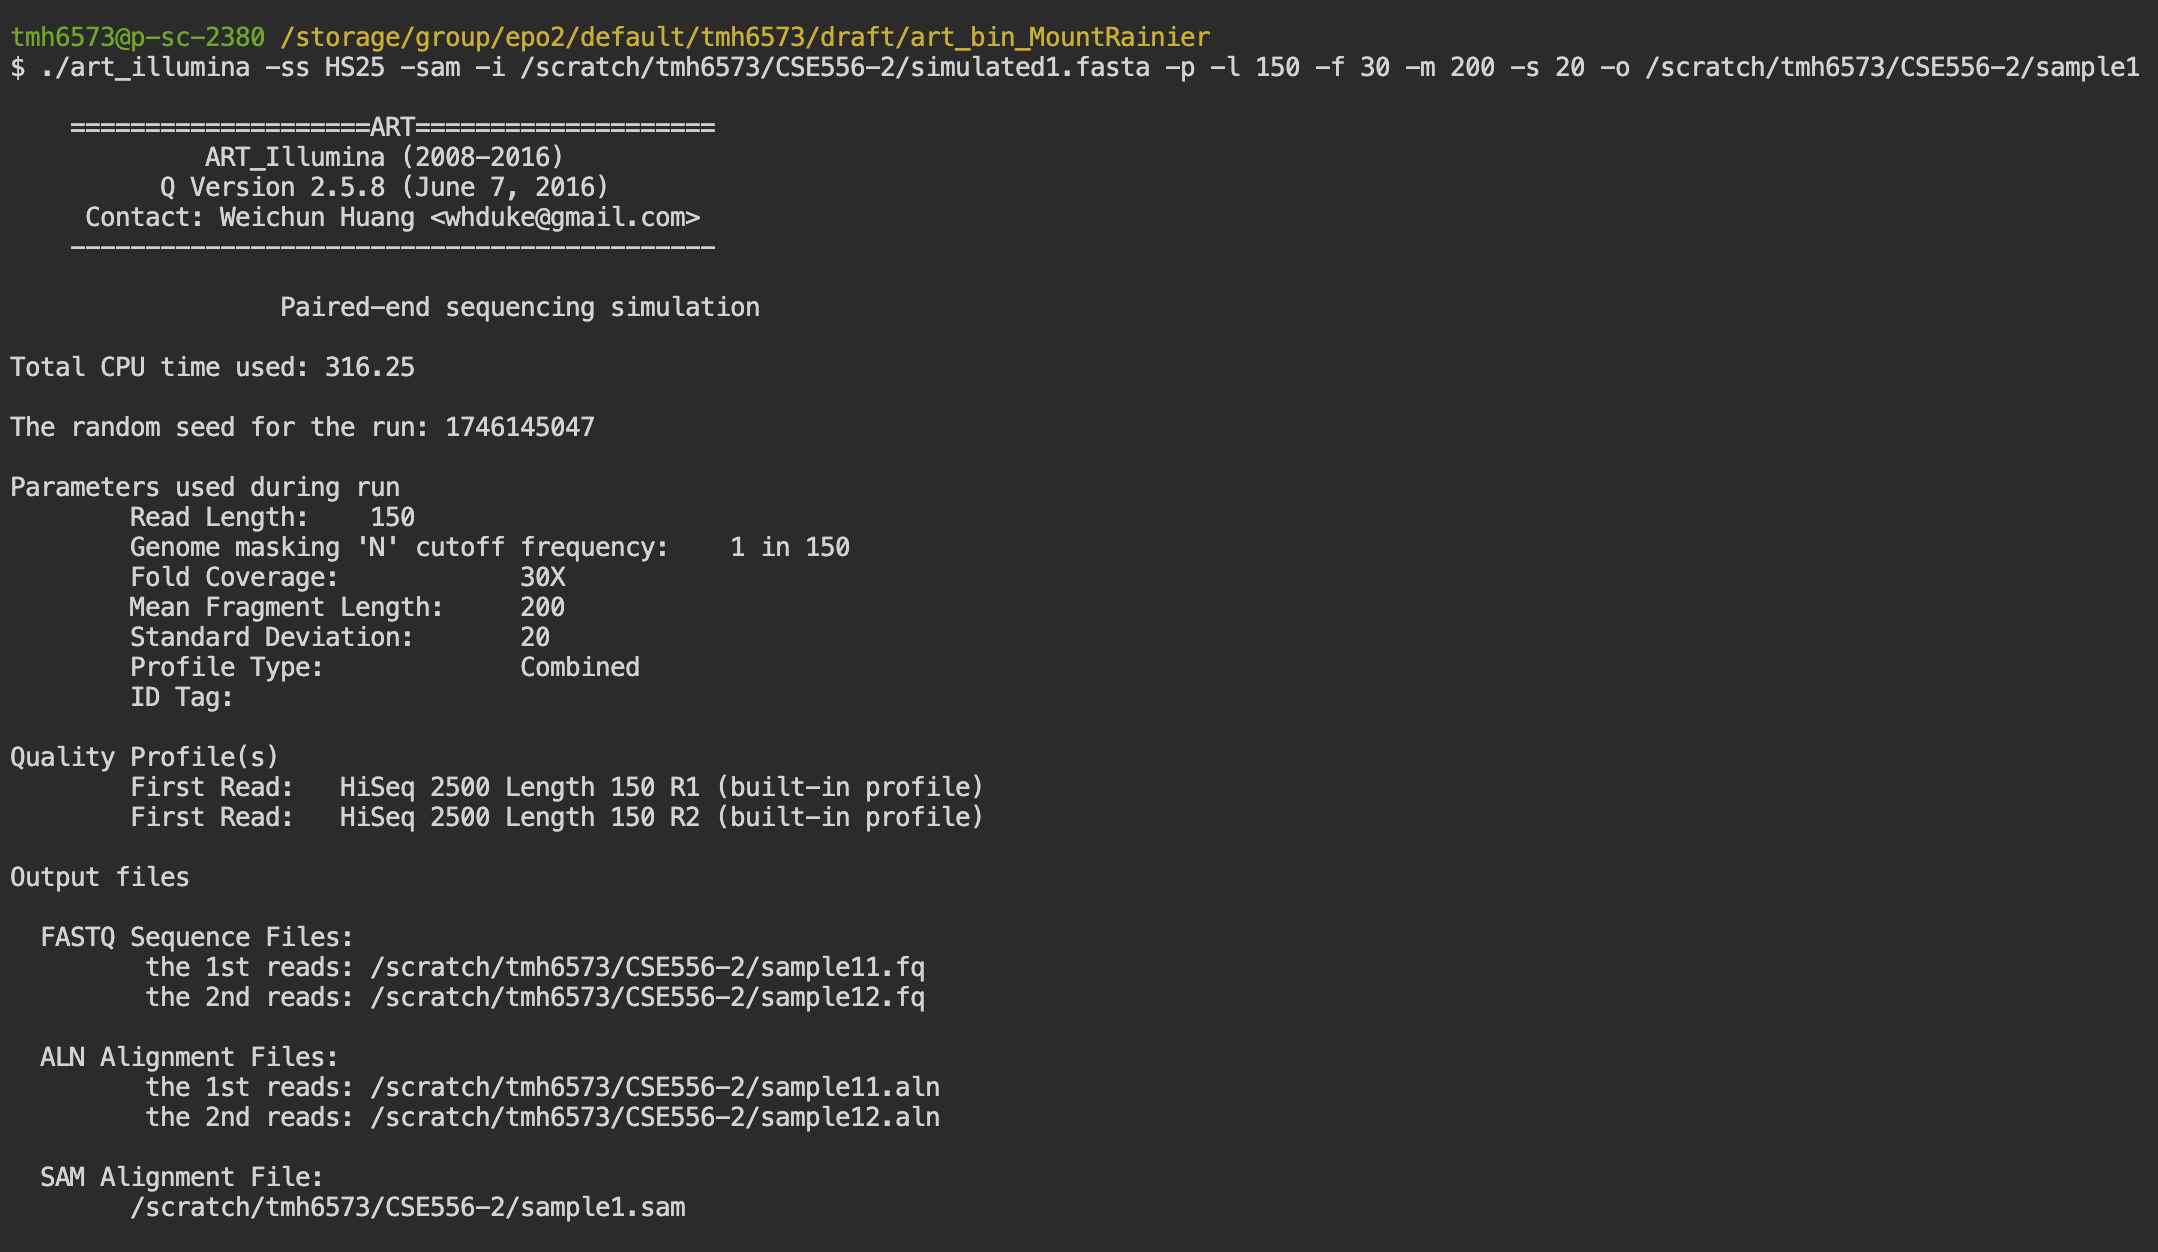 tmh6573@p-sc-2380 /storage/group/epo2/default/tmh6573/draft/art_bin_MountRainier
$ ./art_illumina -ss HS25 -sam -i /scratch/tmh6573/CSE556-2/simulated1.fasta -p -l 150 -f 30 -m 200 -s 20 -o /scratch/tmh6573/CSE556-2/sample1
====================ART====================
ART_Illumina (2008-2016)
Q Version 2.5.8 (June 7, 2016)
Contact: Weichun Huang <whduke@gmail.com>
-------------------------------------------
Paired-end sequencing simulation
Total CPU time used: 316.25
The random seed for the run: 1746145047
Parameters used during run
Read Length:    150
Genome masking 'N' cutoff frequency:    1 in 150
Fold Coverage:            30X
Mean Fragment Length:     200
Standard Deviation:       20
Profile Type:             Combined
ID Tag:
Quality Profile(s)
First Read:   HiSeq 2500 Length 150 R1 (built-in profile)
First Read:   HiSeq 2500 Length 150 R2 (built-in profile)
Output files
FASTQ Sequence Files:
the 1st reads: /scratch/tmh6573/CSE556-2/sample11.fq
the 2nd reads: /scratch/tmh6573/CSE556-2/sample12.fq
ALN Alignment Files:
the 1st reads: /scratch/tmh6573/CSE556-2/sample11.aln
the 2nd reads: /scratch/tmh6573/CSE556-2/sample12.aln
SAM Alignment File:
/scratch/tmh6573/CSE556-2/sample1.sam